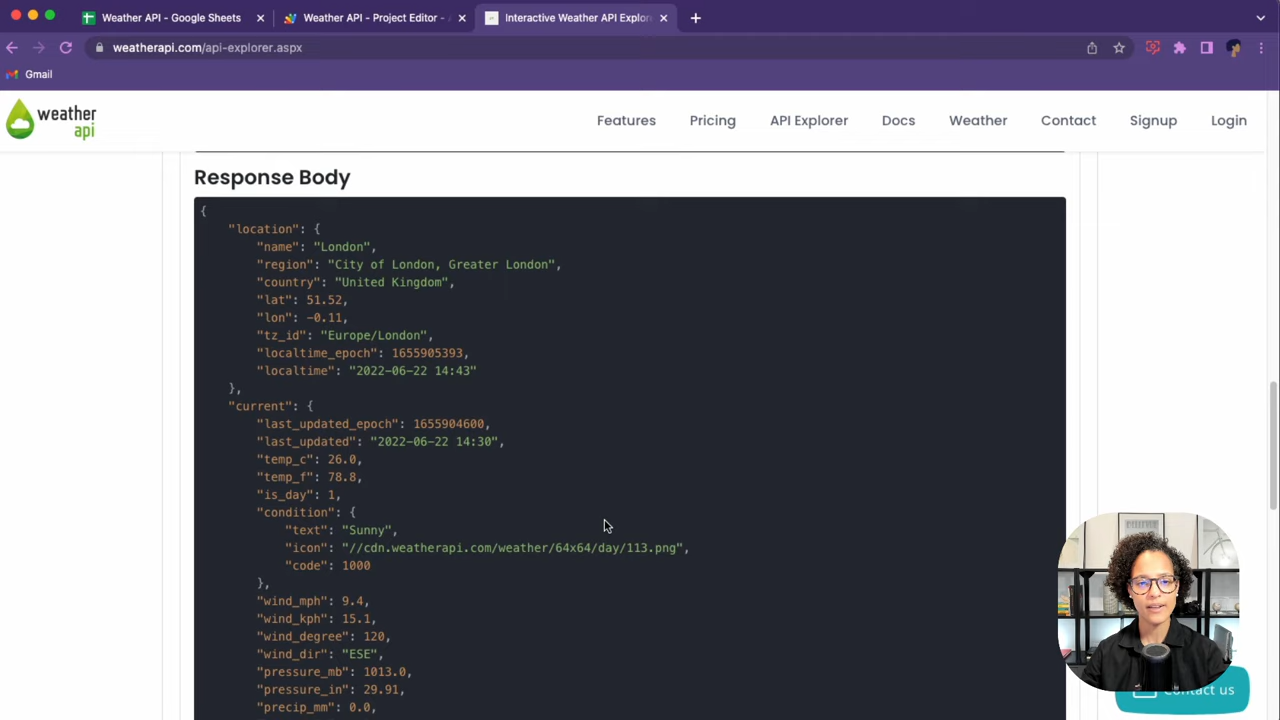 Weather API - Google Sheets
Weather API - Project Editor -
Interactive Weather API Explor
weatherapi.com/api-explorer.aspx
Gmail
weather
api
Features
Pricing
API Explorer
Docs
Weather
Contact
Signup
Login
Response Body
{
"location": {
"name": "London",
"region": "City of London, Greater London",
"country": "United Kingdom",
"lat": 51.52,
"lon": -0.11,
"tz_id": "Europe/London",
"localtime_epoch": 1655905393,
"localtime": "2022-06-22 14:43"
},
"current": {
"last_updated_epoch": 1655904600,
"last_updated": "2022-06-22 14:30",
"temp_c": 26.0,
"temp_f": 78.8,
"is_day": 1,
"condition": {
"text": "Sunny",
"icon": "//cdn.weatherapi.com/weather/64x64/day/113.png",
"code": 1000
},
"wind_mph": 9.4,
"wind_kph": 15.1,
"wind_degree": 120,
"wind_dir": "ESE",
"pressure_mb": 1013.0,
"pressure_in": 29.91,
"precip_mm": 0.0,
Contact us